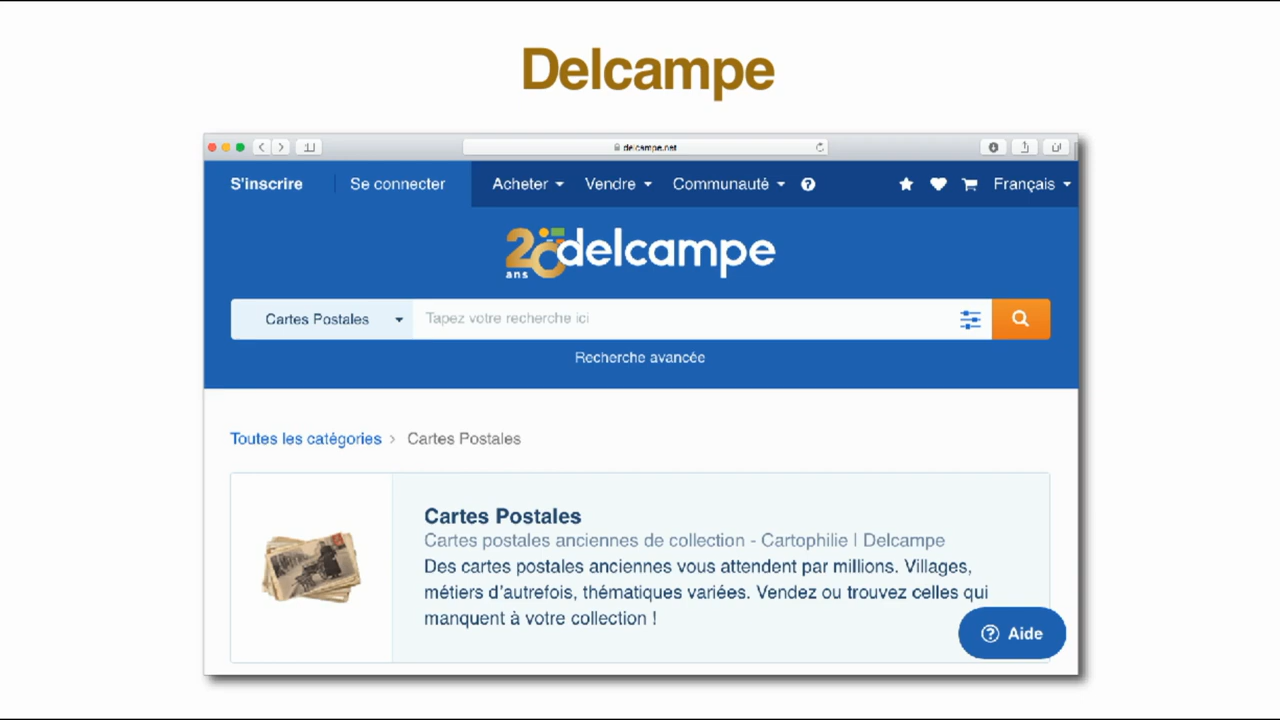 Delcampe
delcampe.net
S'inscrire Se connecter Acheter Vendre Communauté Français
20 ans delcampe
Cartes Postales Tapez votre recherche ici
Recherche avancée
Toutes les catégories > Cartes Postales
Cartes Postales
Cartes postales anciennes de collection - Cartophilie | Delcampe
Des cartes postales anciennes vous attendent par millions. Villages,
métiers d'autrefois, thématiques variées. Vendez ou trouvez celles qui
manquent à votre collection !
Aide